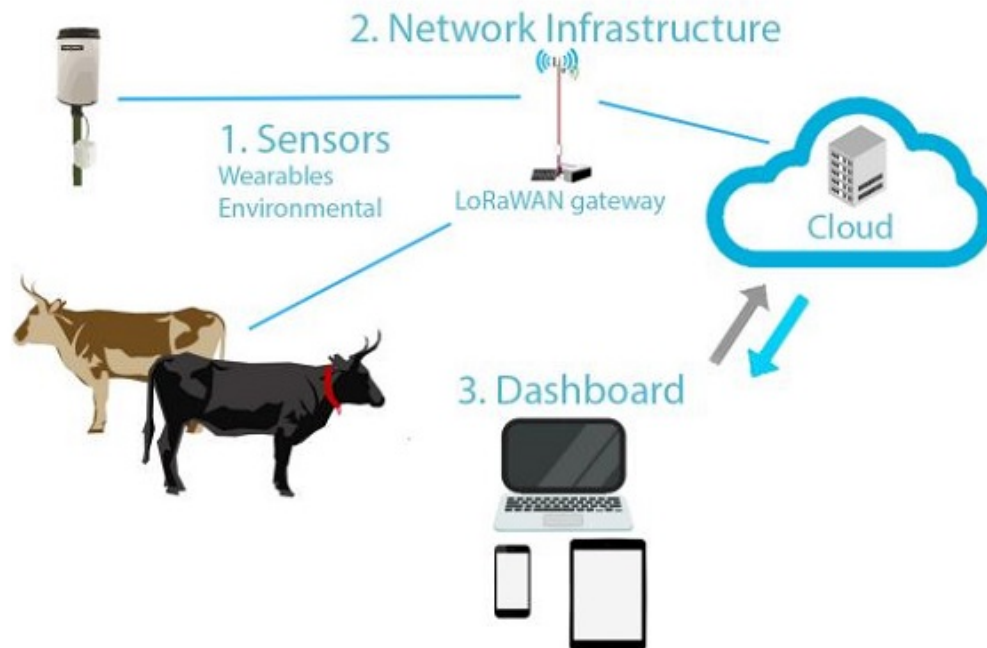 2. Network Infrastructure
1. Sensors
Wearables
Environmental
LoRaWAN gateway
Cloud
3. Dashboard